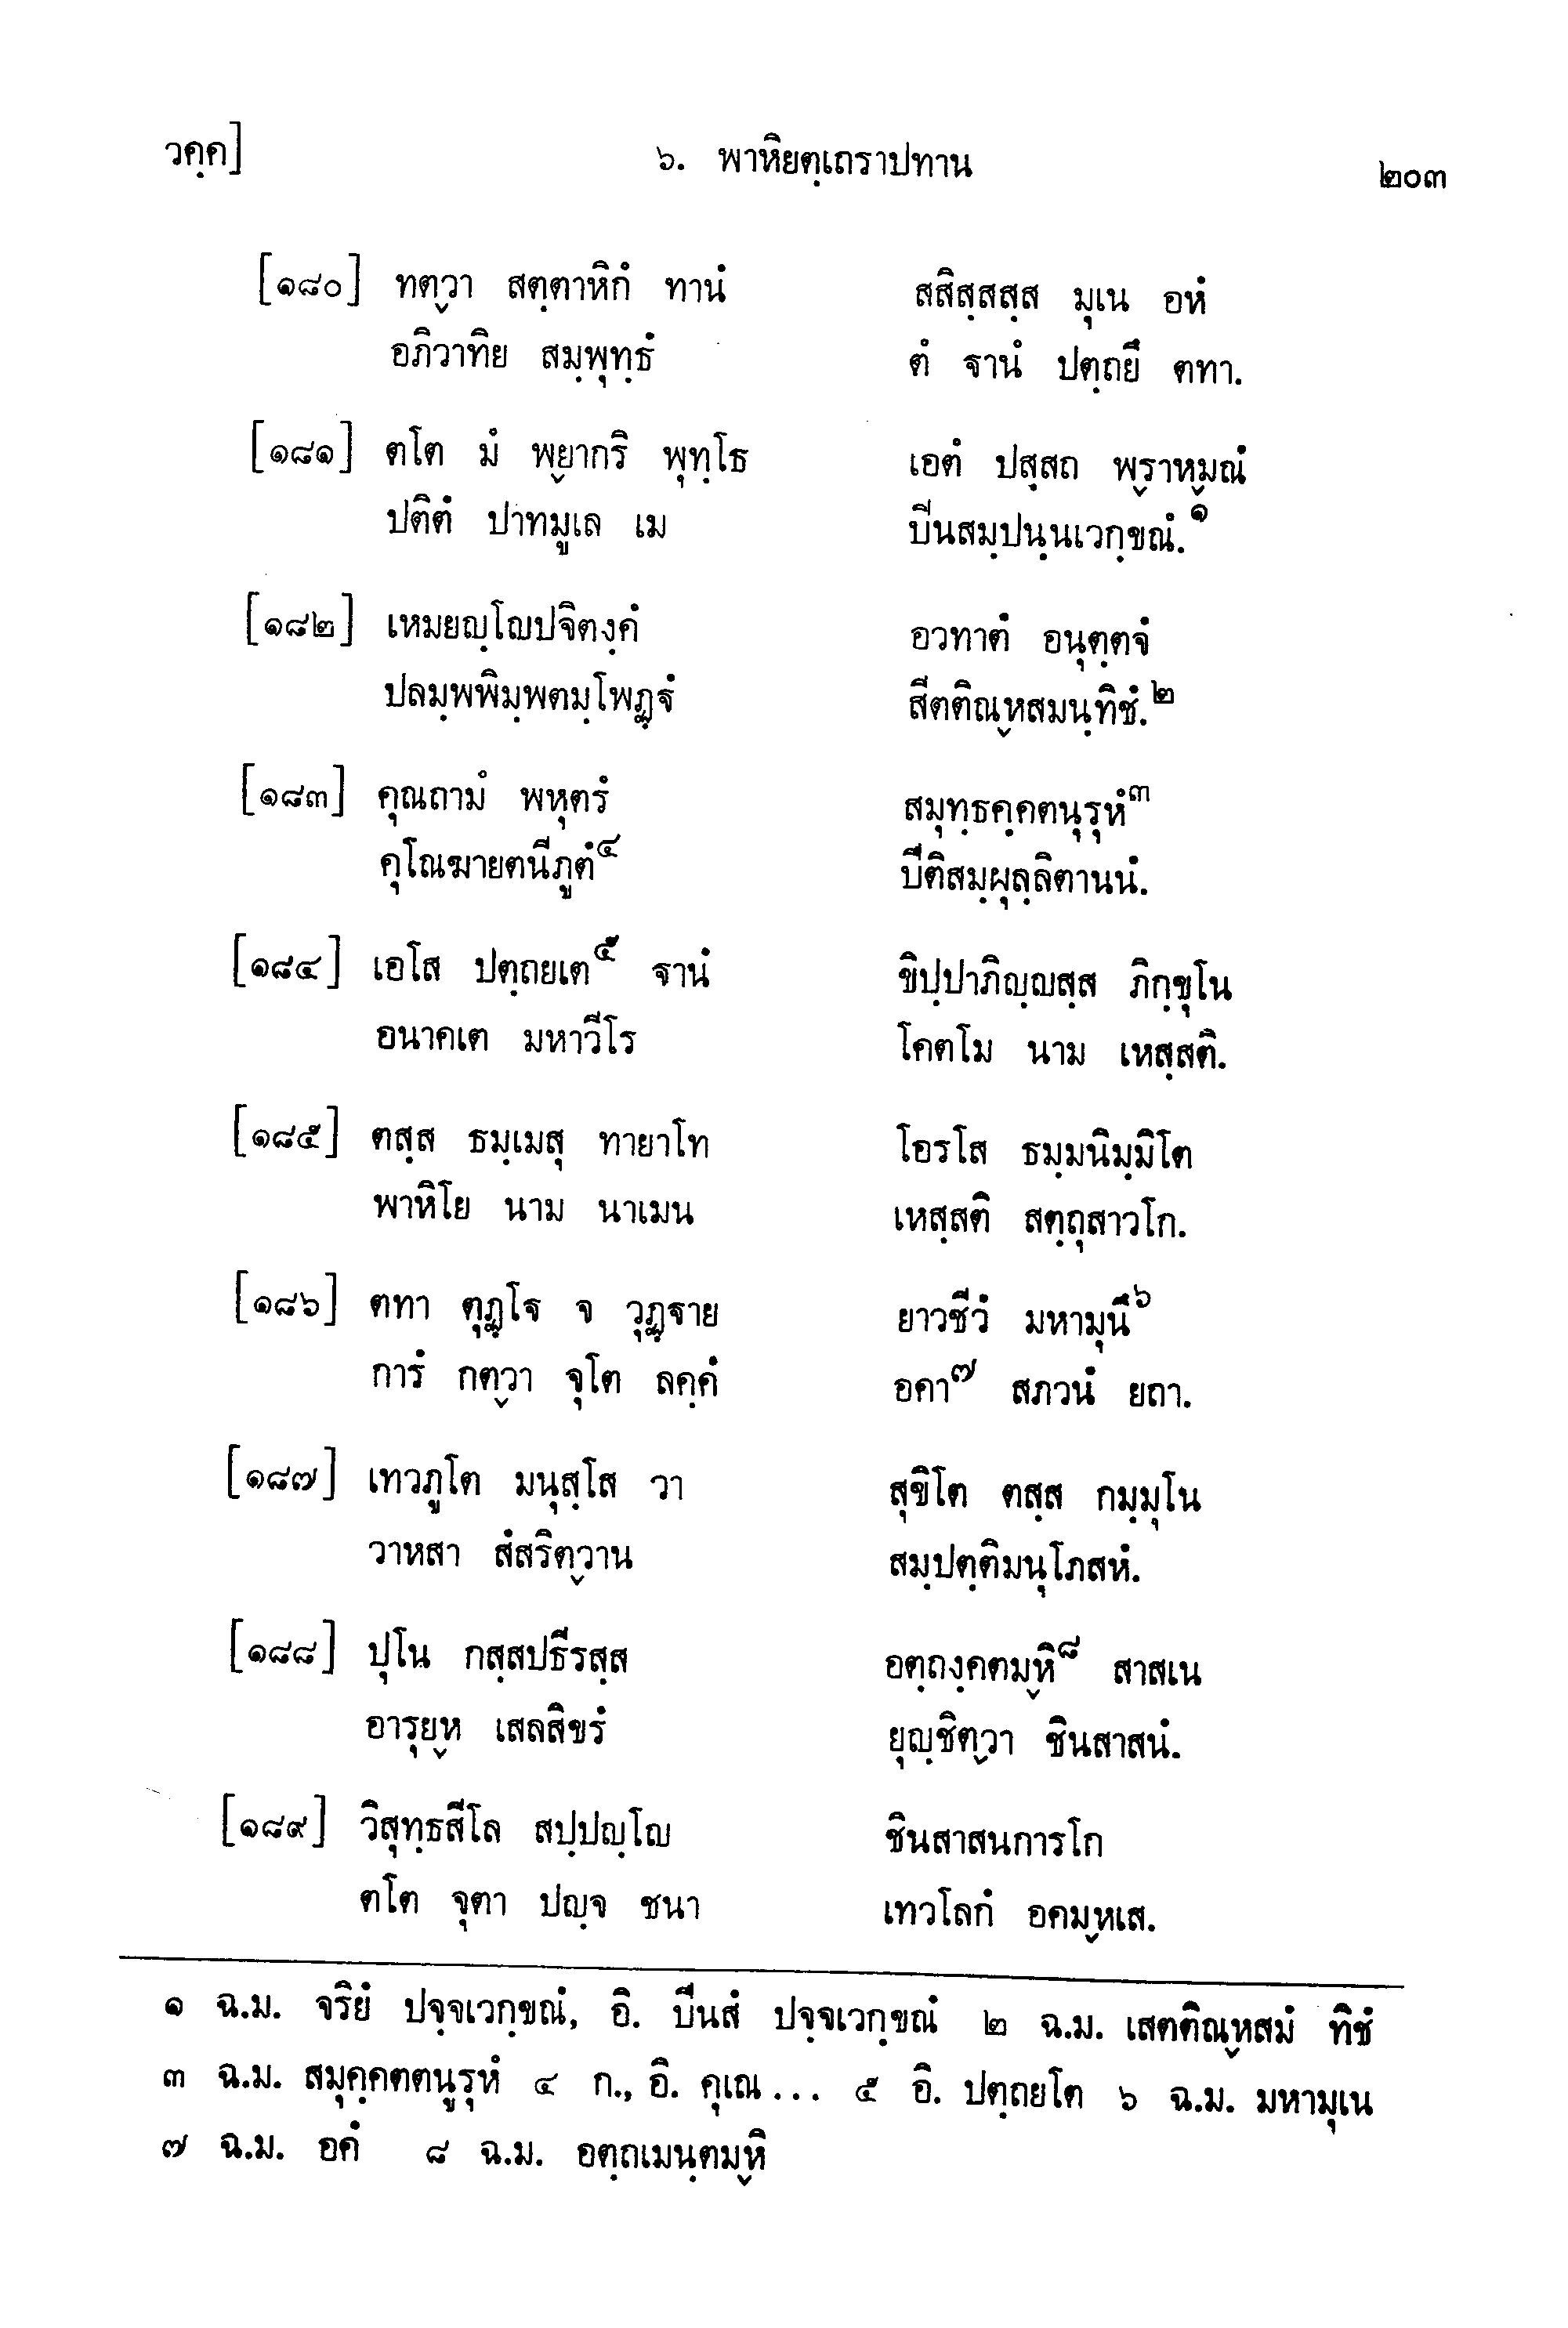 วคฺค] ๖. พาหิยตฺเถราปทาน ๒๐๓
[๑๘๐] ทตฺวา สตฺตาหิกํ ทานํ สสิสฺสสฺส มุเน อหํ
อภิวาทิย สมฺพุทฺธํ ตํ ฐานํ ปตฺถยึ ตทา.
[๑๘๑] ตโต มํ พฺยากริ พุทฺโธ เอตํ ปสฺสถ พฺราหฺมณํ
ปติตํ ปาทมูเล เม ปีนสมฺปนฺนเวกฺขณํ.๑
[๑๘๒] เหมยญฺโญปจิตงฺคํ อวทาตํ อนุตฺตจํ
ปลมฺพพิมฺพตมฺโพฏฺฐํ สีตติณฺหสมนฺทิชํ.๒
[๑๘๓] คุณถามํ พหุตรํ สมุทฺธคฺคตนุรุหํ๓
คุโณฆายตนีภูตํ๔ ปีติสมฺผุลฺลิตานนํ.
[๑๘๔] เอโส ปตฺถยเต๕ ฐานํ ขิปฺปาภิญฺญสฺส ภิกฺขุโน
อนาคเต มหาวีโร โคตโม นาม เหสฺสติ.
[๑๘๕] ตสฺส ธมฺเมสุ ทายาโท โอรโส ธมฺมนิมฺมิโต
พาหิโย นาม นาเมน เหสฺสติ สตฺถุสาวโก.
[๑๘๖] ตทา ตุฏฺโฐ จ วุฏฺฐาย ยาวชีวํ มหามุนึ๖
การํ กตฺวา จุโต ลคฺคํ อคา๗ สภวนํ ยถา.
[๑๘๗] เทวภูโต มนุสฺโส วา สุขิโต ตสฺส กมฺมุโน
วาหสา สํสริตฺวาน สมฺปตฺติมนุโภสหํ.
[๑๘๘] ปุโน กสฺสปธีรสฺส อตฺถงฺคตมฺหิ๘ สาสเน
อารุยฺห เสลสิขรํ ยุญฺชิตฺวา ชินสาสนํ.
[๑๘๙] วิสุทฺธสีโล สปฺปญฺโญ ชินสาสนการโก
ตโต จุตา ปญฺจ ชนา เทวโลกํ อคมฺหเส.
๑ ฉ.ม. จริยํ ปจฺจเวกฺขณํ, อิ. ปีนสํ ปจฺจเวกฺขณํ ๒ ฉ.ม. เสตติณฺหสมํ ทิชํ
๓ ฉ.ม. สมุคฺคตตนูรุหํ ๔ ก., อิ. คุเณ... ๕ อิ. ปตฺถยโต ๖ ฉ.ม. มหามุเน
๗ ฉ.ม. อคํ ๘ ฉ.ม. อตฺถเมนฺตมฺหิ